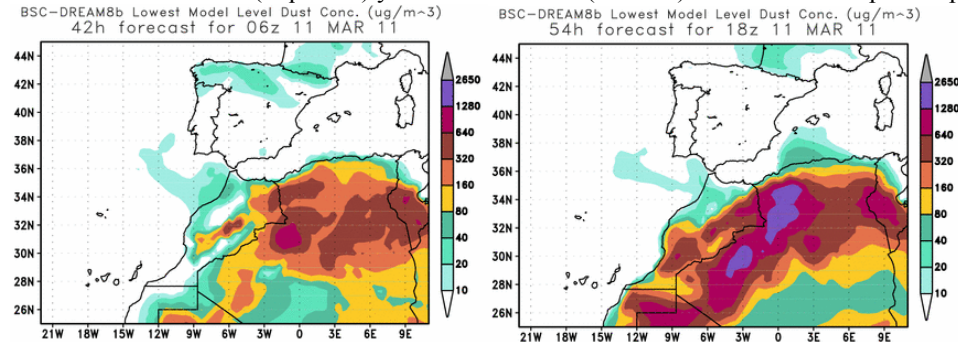 BSC-DREAM8b Lowest Model Level Dust Conc. (ug/m^3)
42h forecast for 06z 11 MAR 11
44N
42N
40N
38N
36N
34N
32N
30N
28N
26N
21W 18W 15W 12W 9W 6W 3W 0 3E 6E 9E
2650
1280
640
320
160
80
20
10
BSC-DREAM8b Lowest Model Level Dust Conc. (ug/m^3)
54h forecast for 18z 11 MAR 11
44N
42N
40N
38N
36N
34N
32N
30N
28N
26N
21W 18W 15W 12W 9W 6W 3W 0 3E 6E 9E
2650
1280
640
320
160
80
20
10